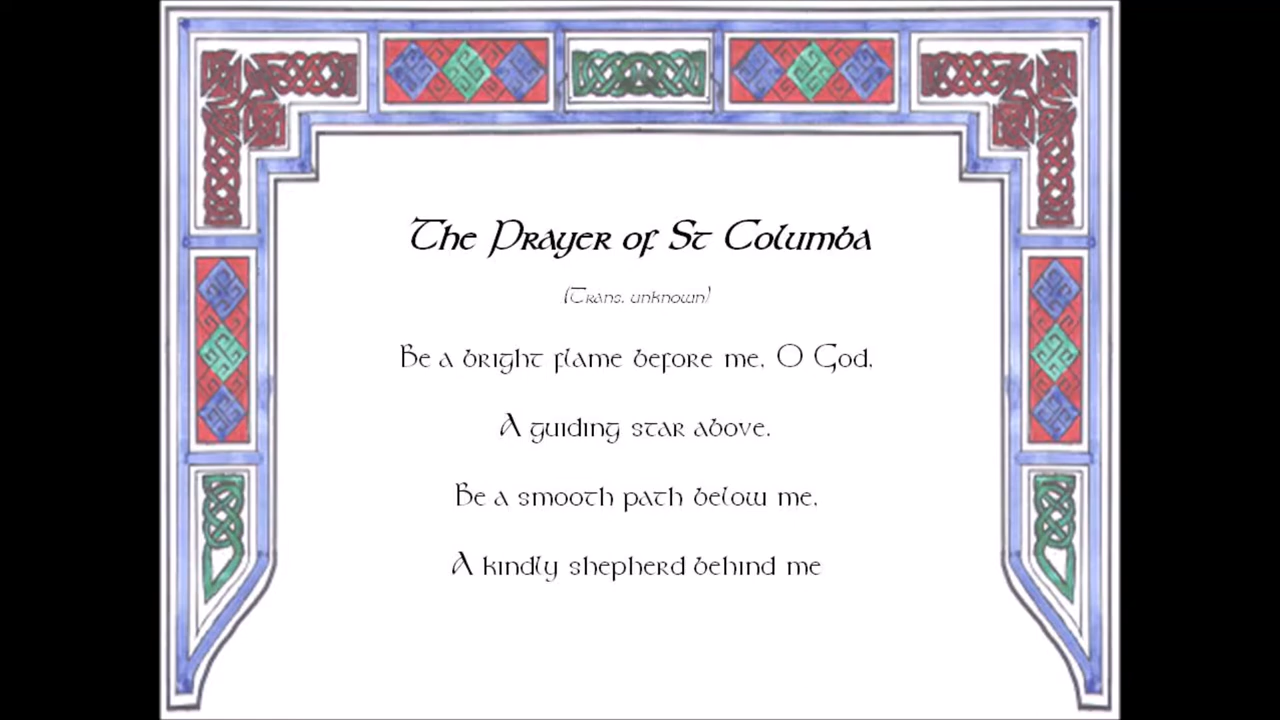 The Prayer of St Columba
(Trans. unknown)
Be a bright flame before me, O God,
A guiding star above.
Be a smooth path below me,
A kindly shepherd behind me